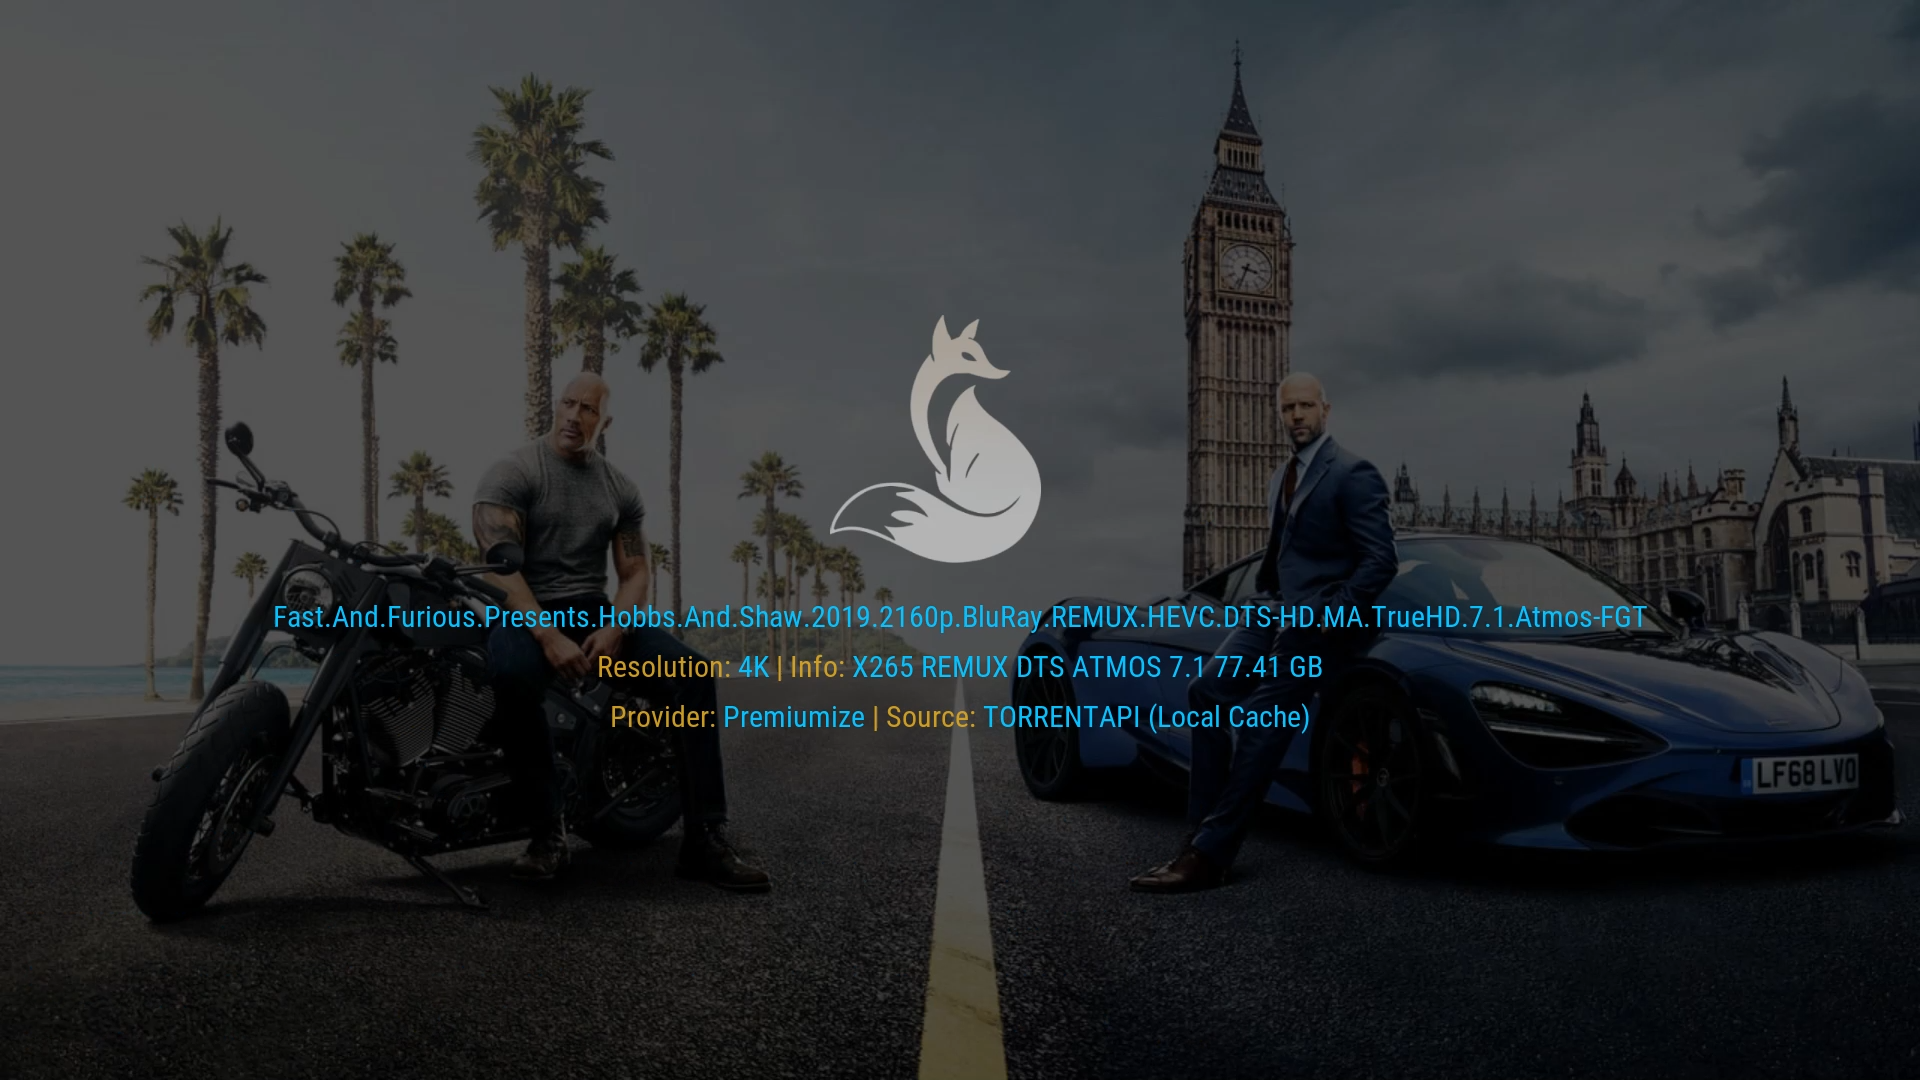 Fast.And.Furious.Presents.Hobbs.And.Shaw.2019.2160p.BluRay.REMUX.HEVC.DTS-HD.MA.TrueHD.7.1.Atmos-FGT
Resolution: 4K | Info: X265 REMUX DTS ATMOS 7.1 77.41 GB
Provider: Premiumize | Source: TORRENTAPI (Local Cache)
LF68 LVO